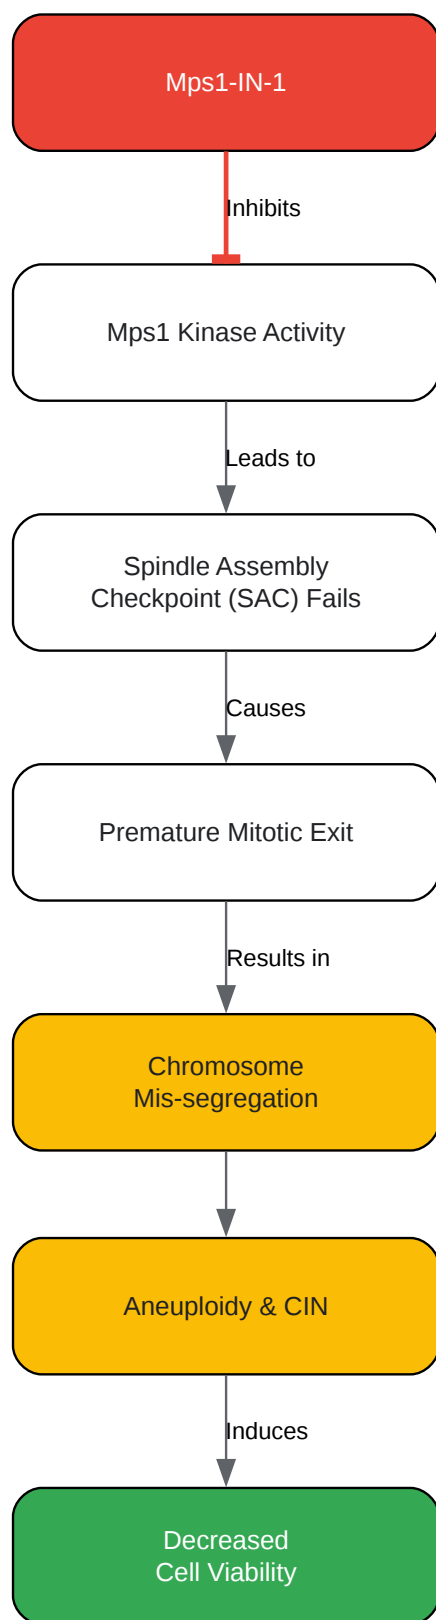 Mps1-IN-1
Inhibits
Mps1 Kinase Activity
Leads to
Spindle Assembly
Checkpoint (SAC) Fails
Causes
Premature Mitotic Exit
Results in
Chromosome
Mis-segregation
Aneuploidy & CIN
Induces
Decreased
Cell Viability